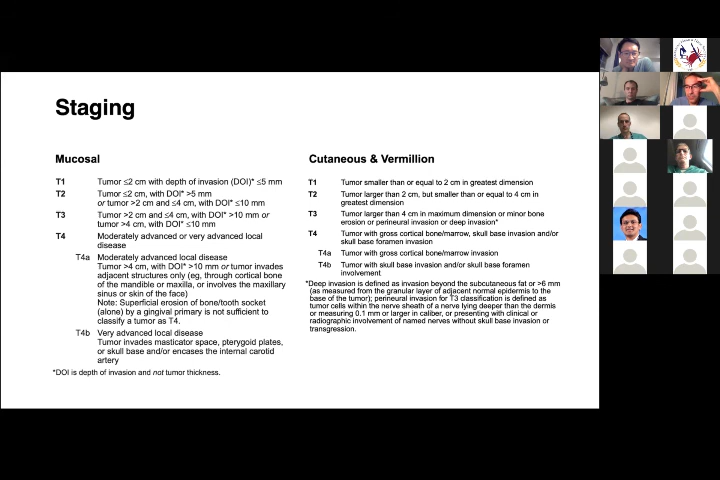 Staging
Mucosal
T1 Tumor ≤2 cm with depth of invasion (DOI)* ≤5 mm
T2 Tumor ≤2 cm, with DOI* >5 mm
or tumor >2 cm and ≤4 cm, with DOI* ≤10 mm
T3 Tumor >2 cm and ≤4 cm, with DOI* >10 mm or
tumor >4 cm, with DOI* ≤10 mm
T4 Moderately advanced or very advanced local
disease
T4a Moderately advanced local disease
Tumor >4 cm, with DOI* >10 mm or tumor invades
adjacent structures only (eg, through cortical bone
of the mandible or maxilla, or involves the maxillary
sinus or skin of the face)
Note: Superficial erosion of bone/tooth socket
(alone) by a gingival primary is not sufficient to
classify a tumor as T4.
T4b Very advanced local disease
Tumor invades masticator space, pterygoid plates,
or skull base and/or encases the internal carotid
artery
*DOI is depth of invasion and not tumor thickness.
Cutaneous & Vermillion
T1 Tumor smaller than or equal to 2 cm in greatest dimension
T2 Tumor larger than 2 cm, but smaller than or equal to 4 cm in
greatest dimension
T3 Tumor larger than 4 cm in maximum dimension or minor bone
erosion or perineural invasion or deep invasion*
T4 Tumor with gross cortical bone/marrow, skull base invasion and/or
skull base foramen invasion
T4a Tumor with gross cortical bone/marrow invasion
T4b Tumor with skull base invasion and/or skull base foramen
involvement
*Deep invasion is defined as invasion beyond the subcutaneous fat or >6 mm
(as measured from the granular layer of adjacent normal epidermis to the
base of the tumor); perineural invasion for T3 classification is defined as
tumor cells within the nerve sheath of a nerve lying deeper than the dermis
or measuring 0.1 mm or larger in caliber, or presenting with clinical or
radiographic involvement of named nerves without skull base invasion or
transgression.